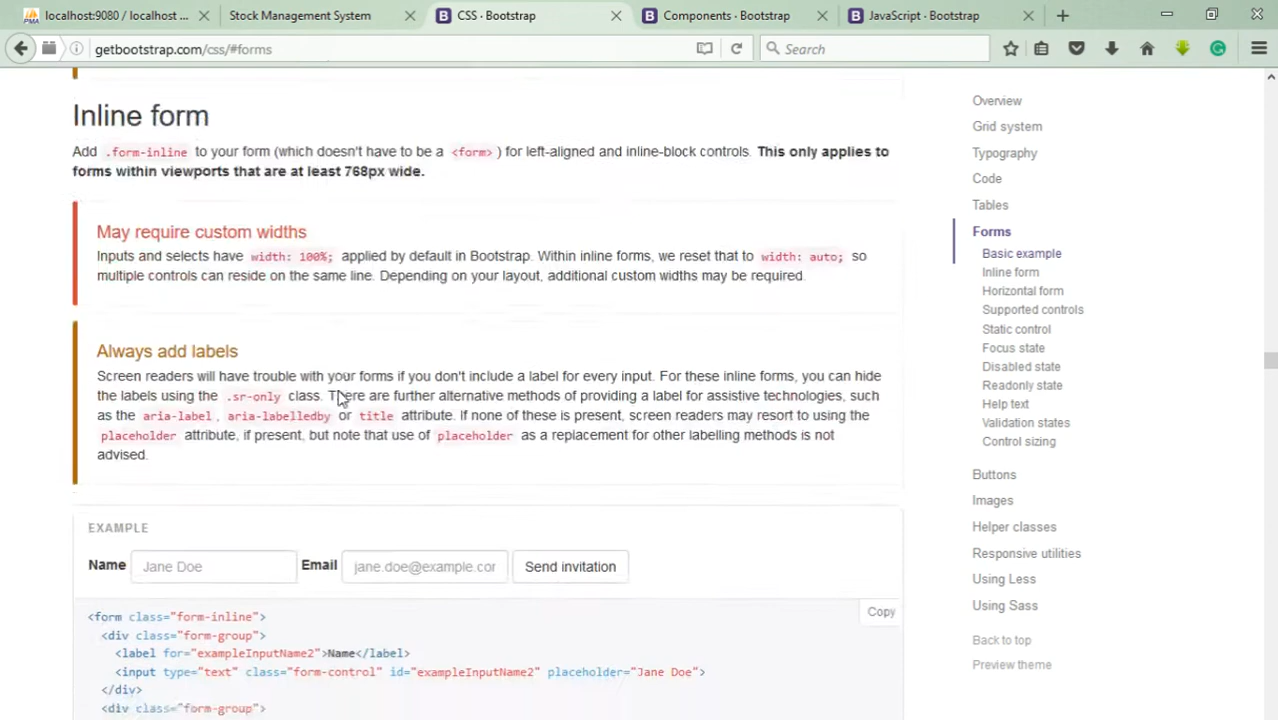 localhost:9080 / localhost ...
Stock Management System
CSS · Bootstrap
Components · Bootstrap
JavaScript · Bootstrap
getbootstrap.com/css/#forms
Search
Inline form
Add .form-inline to your form (which doesn't have to be a <form> ) for left-aligned and inline-block controls. This only applies to
forms within viewports that are at least 768px wide.
May require custom widths
Inputs and selects have width: 100%; applied by default in Bootstrap. Within inline forms, we reset that to width: auto; so
multiple controls can reside on the same line. Depending on your layout, additional custom widths may be required.
Always add labels
Screen readers will have trouble with your forms if you don't include a label for every input. For these inline forms, you can hide
the labels using the .sr-only class. There are further alternative methods of providing a label for assistive technologies, such
as the aria-label , aria-labelledby or title attribute. If none of these is present, screen readers may resort to using the
placeholder attribute, if present, but note that use of placeholder as a replacement for other labelling methods is not
advised.
EXAMPLE
Name Jane Doe Email jane.doe@example.cor Send invitation
Copy
<form class="form-inline">
<div class="form-group">
<label for="exampleInputName2">Name</label>
<input type="text" class="form-control" id="exampleInputName2" placeholder="Jane Doe">
</div>
<div class="form-group">
Overview
Grid system
Typography
Code
Tables
Forms
Basic example
Inline form
Horizontal form
Supported controls
Static control
Focus state
Disabled state
Readonly state
Help text
Validation states
Control sizing
Buttons
Images
Helper classes
Responsive utilities
Using Less
Using Sass
Back to top
Preview theme